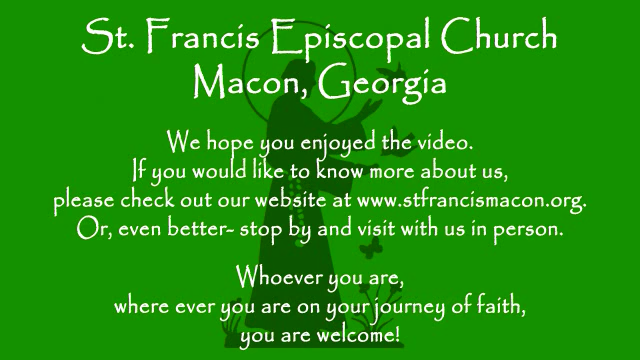 St. Francis Episcopal Church
Macon, Georgia
We hope you enjoyed the video.
If you would like to know more about us,
please check out our website at www.stfrancismacon.org.
Or, even better- stop by and visit with us in person.
Whoever you are,
where ever you are on your journey of faith,
you are welcome!